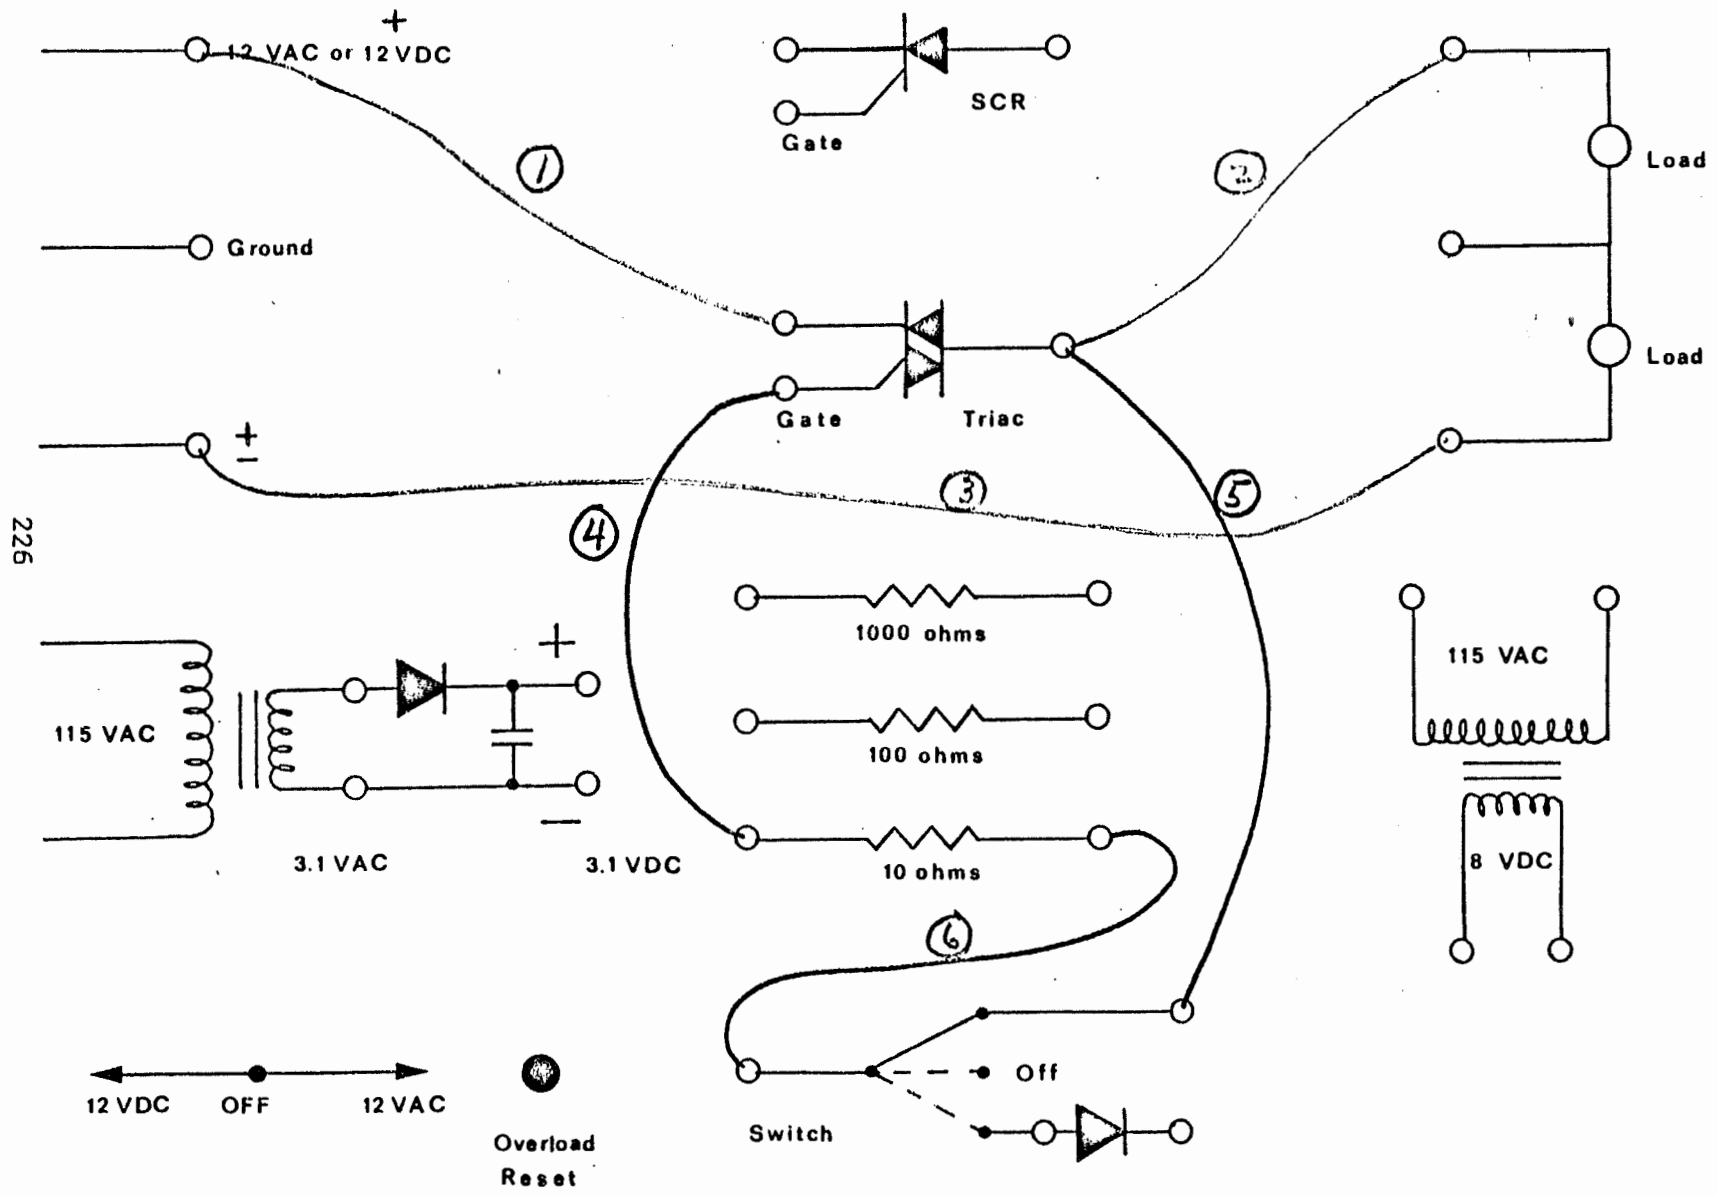 +
12 VAC or 12 VDC
SCR
Gate
Load
1
2
Ground
Load
Gate
Triac
+
-
3
5
4
226
1000 ohms
+
115 VAC
115 VAC
100 ohms
3.1 VAC
-
3.1 VDC
10 ohms
8 VDC
6
Off
12 VDC
OFF
12 VAC
Switch
Overload
Reset